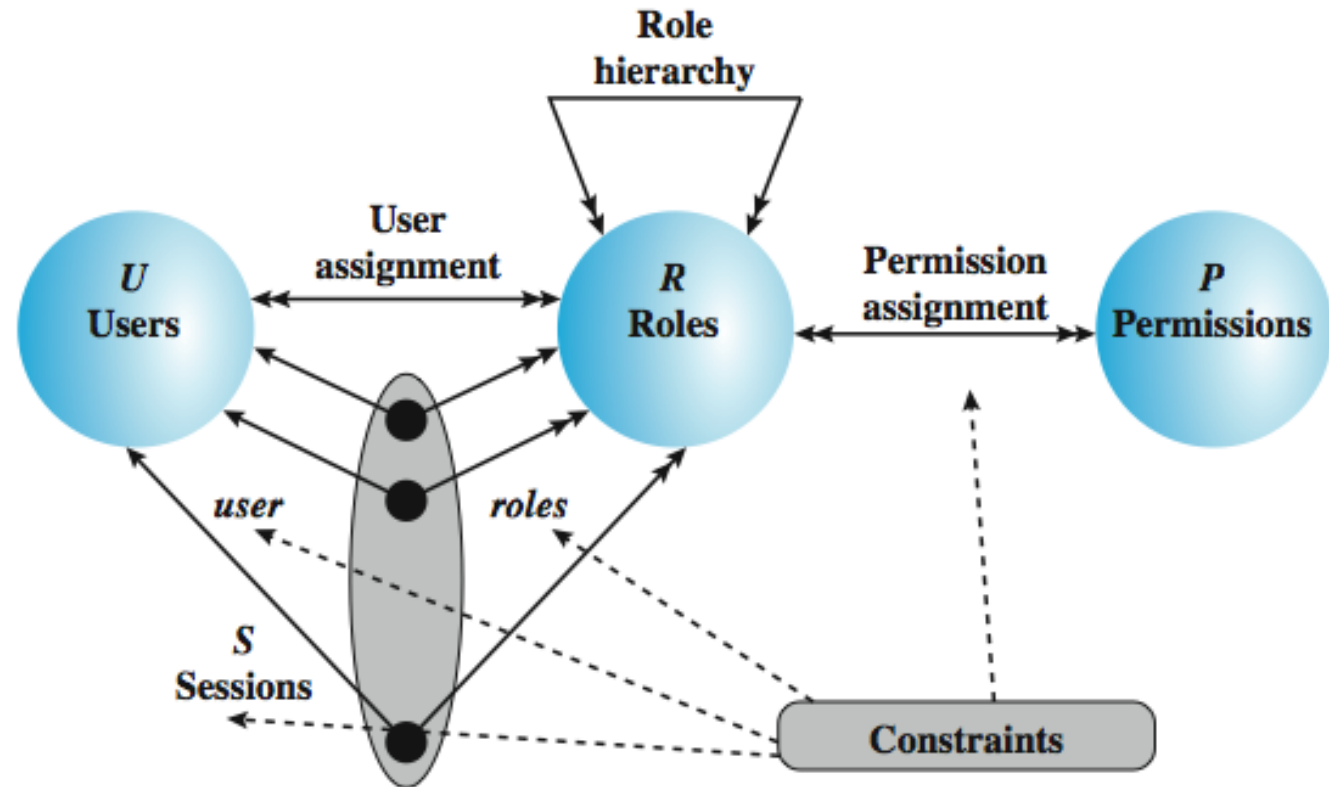 Role
hierarchy
User
assignment
U
Users
R
Roles
Permission
assignment
P
Permissions
user
roles
S
Sessions
Constraints